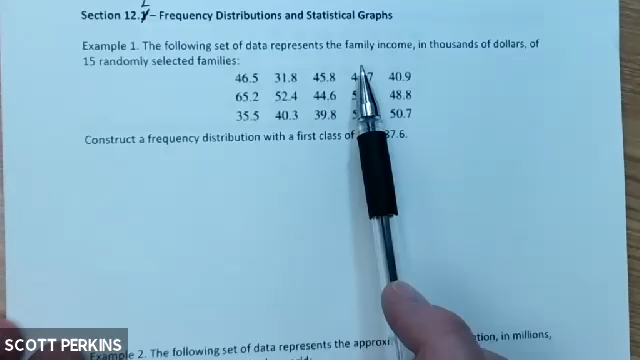 Section 12.2 – Frequency Distributions and Statistical Graphs
Example 1. The following set of data represents the family income, in thousands of dollars, of
15 randomly selected families:
46.5 31.8 45.8 40.9
65.2 52.4 44.6 48.8
35.5 40.3 39.8 50.7
Construct a frequency distribution with a first class of 37.6.
Example 2. The following set of data represents the in millions,
SCOTT PERKINS